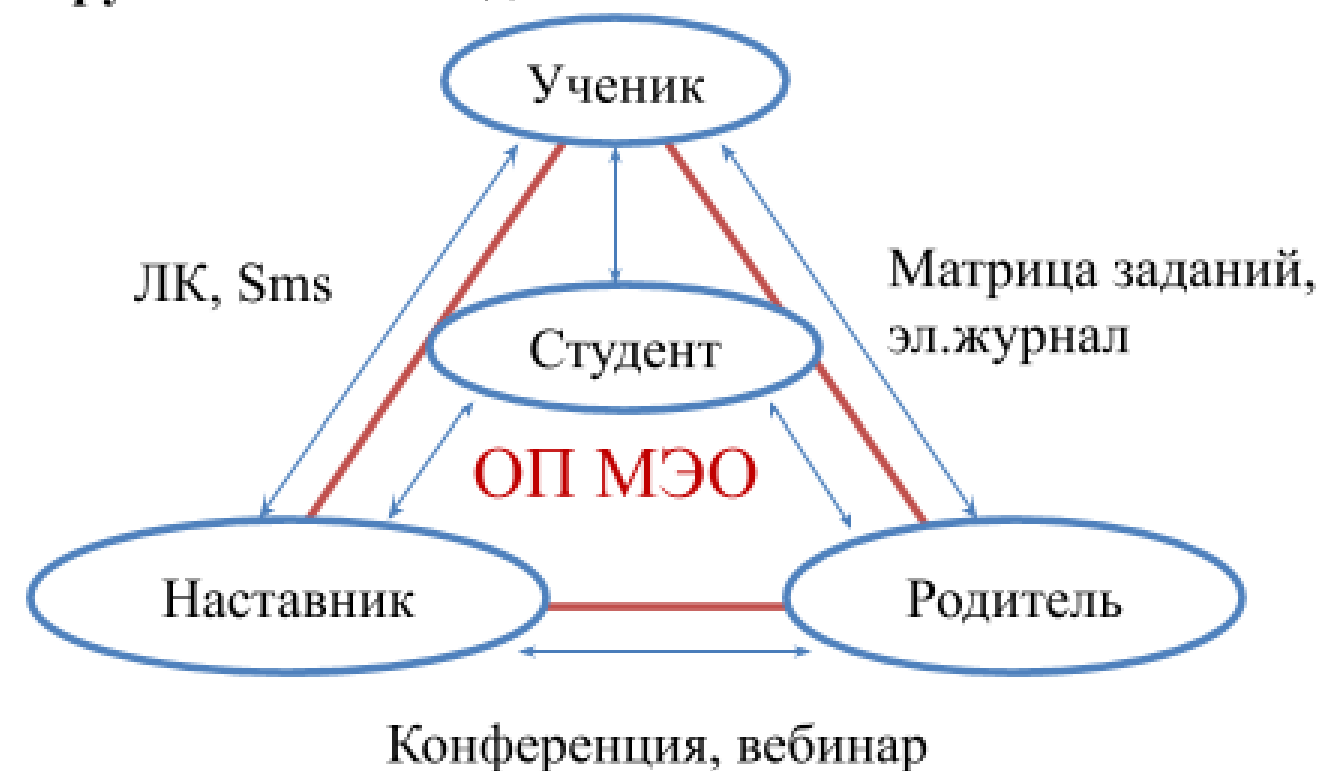 Ученик
ЛК, Sms
Матрица заданий,
эл.журнал
Студент
ОП МЭО
Наставник
Родитель
Конференция, вебинар